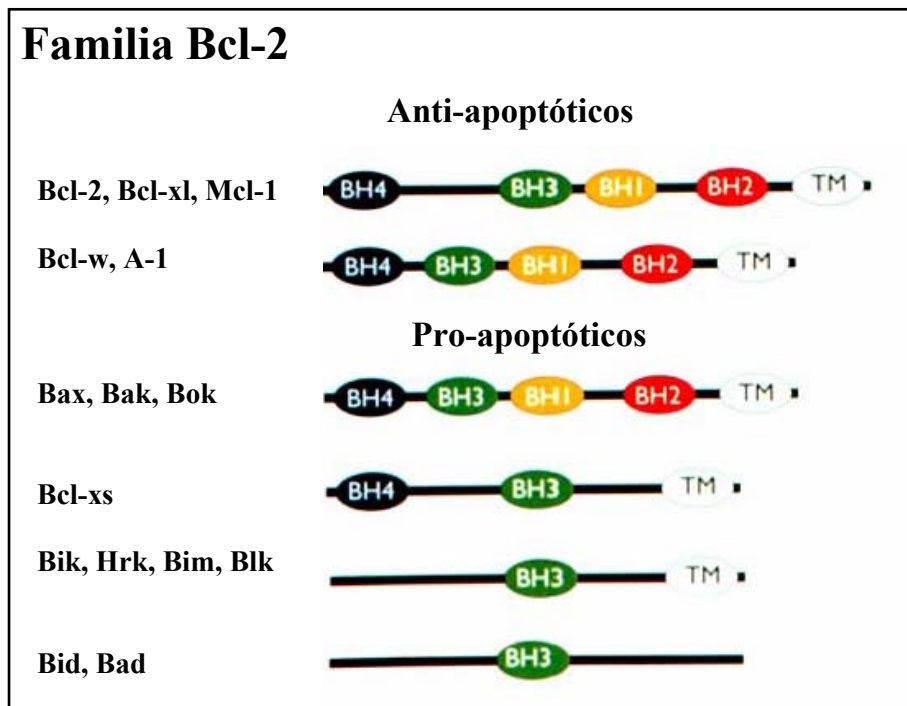 Familia Bcl-2
Anti-apoptóticos
Bcl-2, Bcl-xl, Mcl-1 BH4 BH3 BH1 BH2 TM
Bcl-w, A-1 BH4 BH3 BH1 BH2 TM
Pro-apoptóticos
Bax, Bak, Bok BH4 BH3 BH1 BH2 TM
Bcl-xs BH4 BH3 TM
Bik, Hrk, Bim, Blk BH3 TM
Bid, Bad BH3